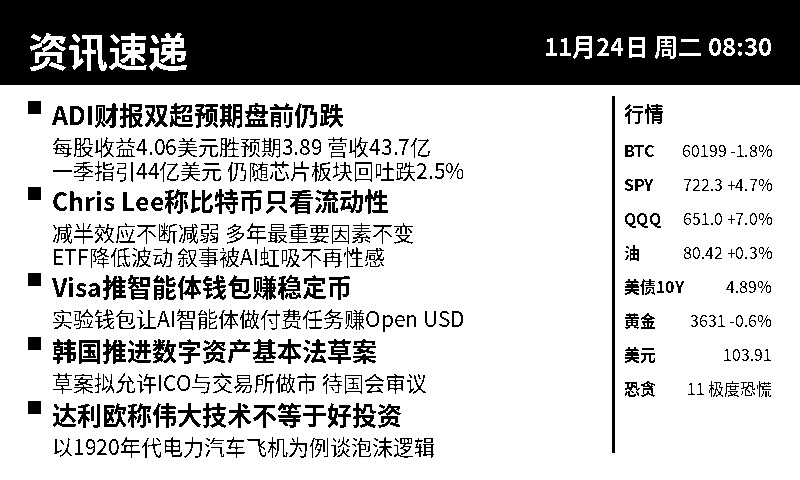 资讯速递
11月24日 周二 08:30
ADI财报双超预期盘前仍跌
每股收益4.06美元胜预期3.89 营收43.7亿
一季指引44亿美元 仍随芯片板块回吐跌2.5%
Chris Lee称比特币只看流动性
减半效应不断减弱 多年最重要因素不变
ETF降低波动 叙事被AI虹吸不再性感
Visa推智能体钱包赚稳定币
实验钱包让AI智能体做付费任务赚Open USD
韩国推进数字资产基本法草案
草案拟允许ICO与交易所做市 待国会审议
达利欧称伟大技术不等于好投资
以1920年代电力汽车飞机为例谈泡沫逻辑
行情
BTC 60199 -1.8%
SPY 722.3 +4.7%
QQQ 651.0 +7.0%
油 80.42 +0.3%
美债10Y 4.89%
黄金 3631 -0.6%
美元 103.91
恐贪 11 极度恐慌